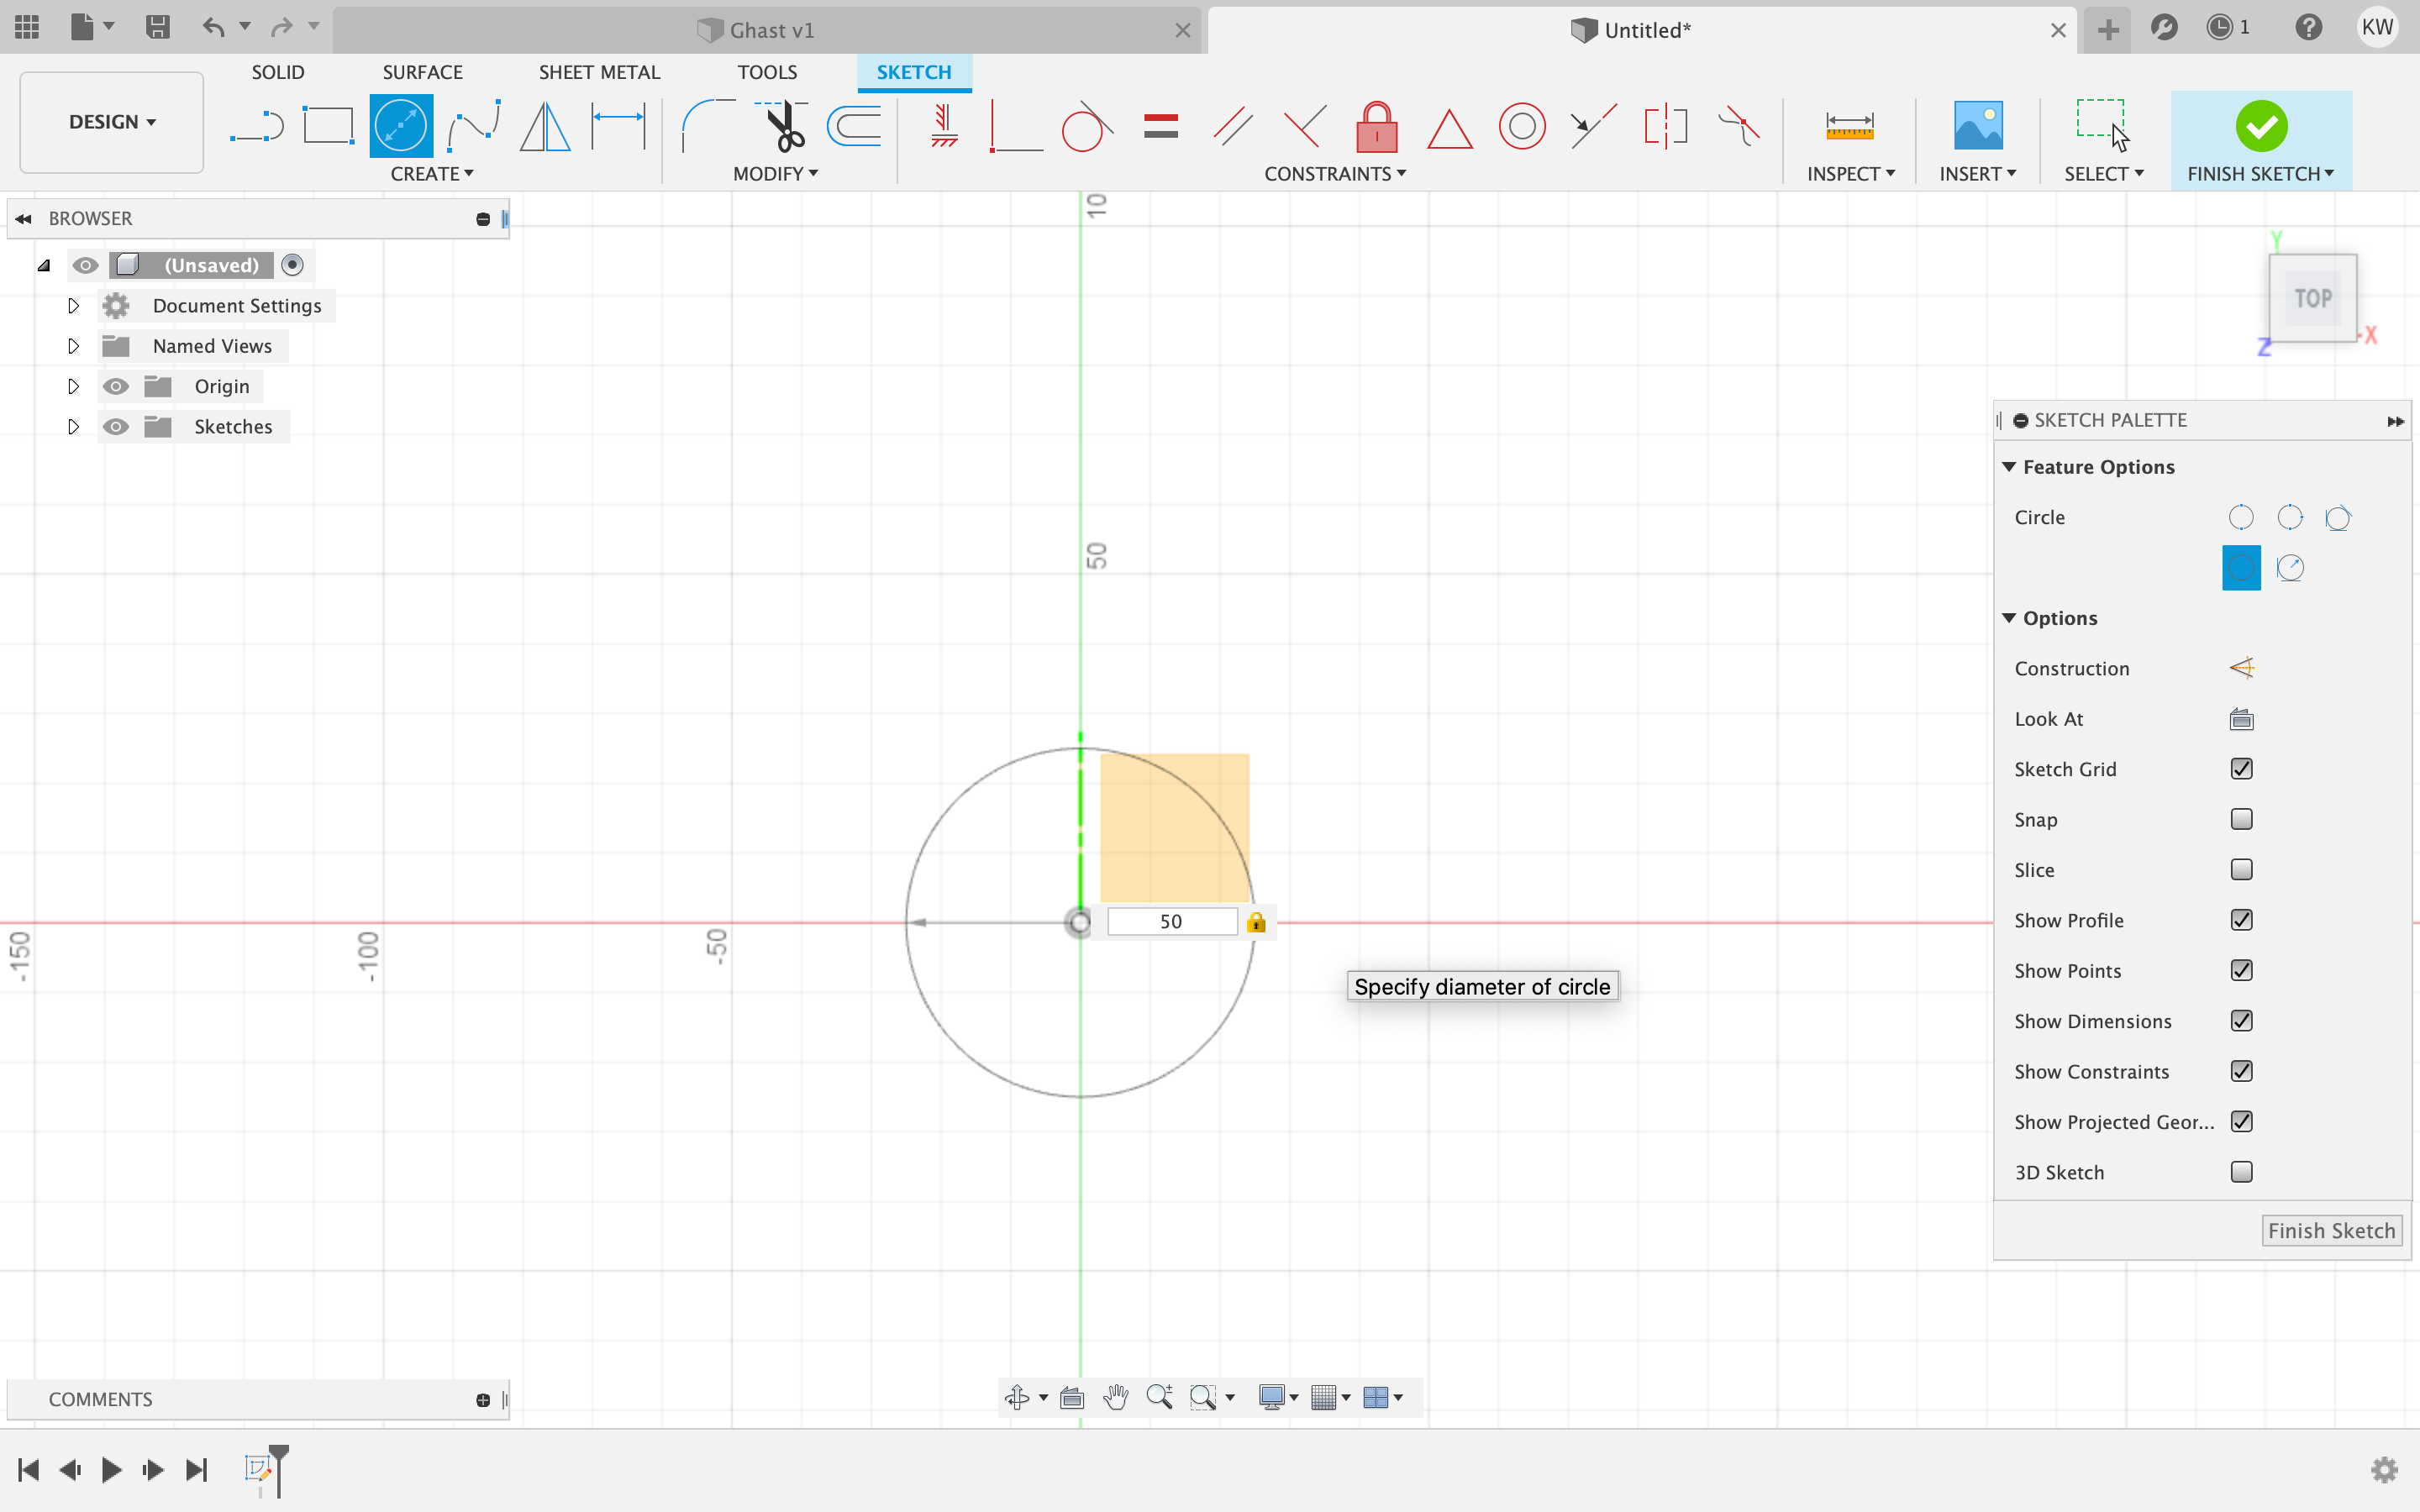 Ghast v1
Untitled*
1
KW
DESIGN
SOLID
SURFACE
SHEET METAL
TOOLS
SKETCH
CREATE
MODIFY
CONSTRAINTS
INSPECT
INSERT
SELECT
FINISH SKETCH
BROWSER
(Unsaved)
Document Settings
Named Views
Origin
Sketches
10
50
-50
-100
-150
Y
TOP
-X
Z
SKETCH PALETTE
Feature Options
Circle
Options
Construction
Look At
Sketch Grid
Snap
Slice
Show Profile
Show Points
Show Dimensions
Show Constraints
Show Projected Geor...
3D Sketch
Finish Sketch
50
Specify diameter of circle
COMMENTS